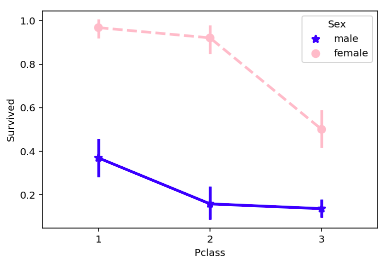 Sex
male
female
1.0
0.8
0.6
0.4
0.2
Survived
1 2 3
Pclass